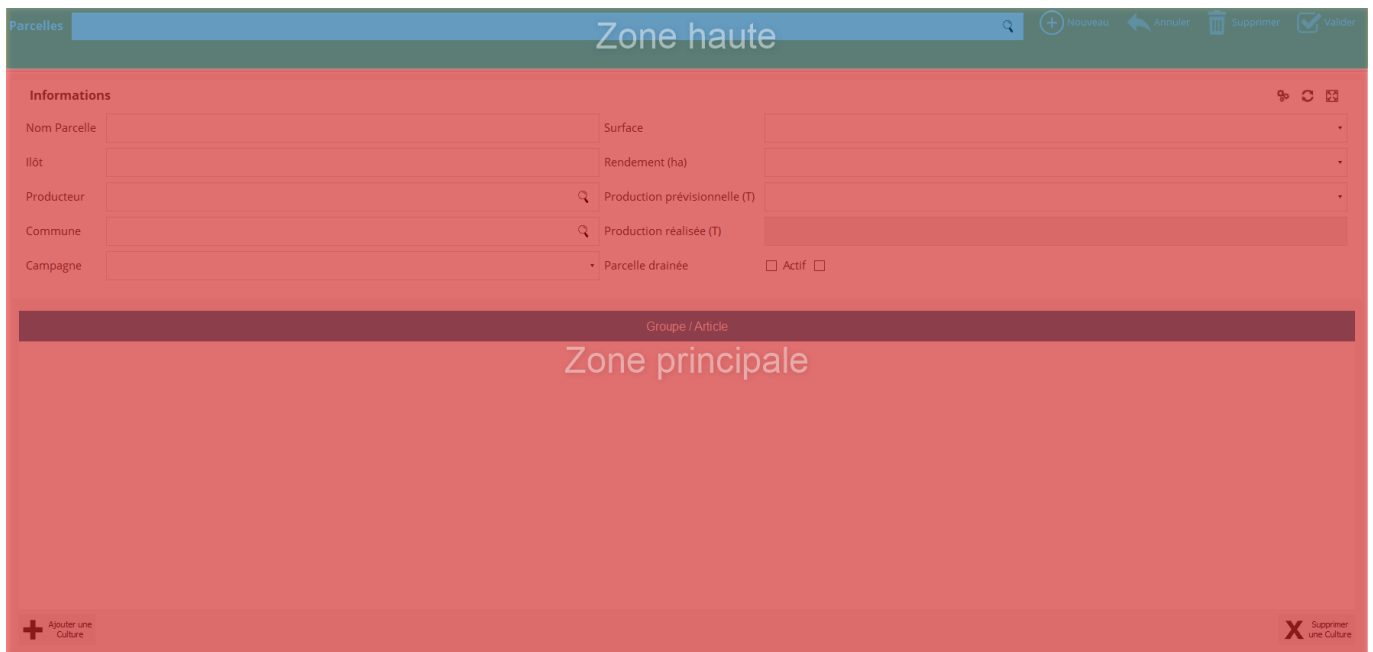 Parcelles
Zone haute
Nouveau
Annuler
Supprimer
Valider
Informations
Nom Parcelle
Surface
Ilôt
Rendement (ha)
Producteur
Production prévisionnelle (T)
Commune
Production réalisée (T)
Campagne
Parcelle drainée
Actif
Groupe / Article
Zone principale
Ajouter une
Culture
Supprimer
une Culture